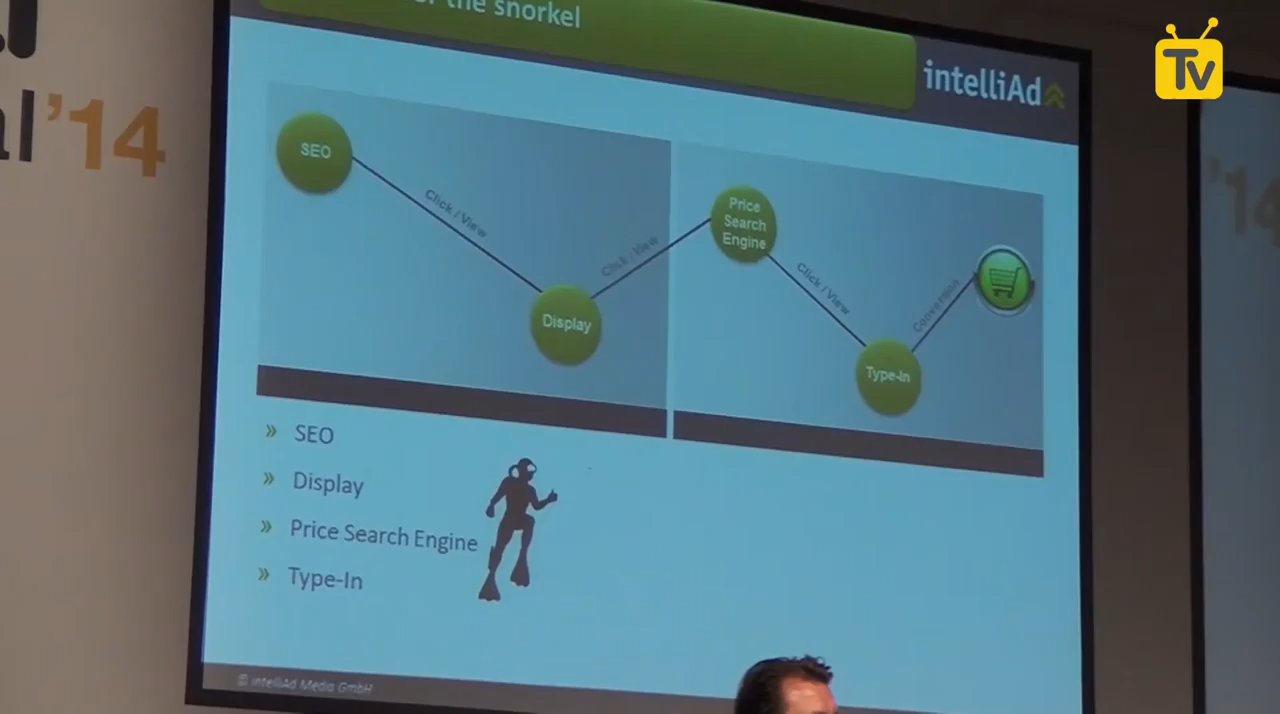 the snorkel
intelliAd
Tv
'14
'14
SEO
Click / View
Display
Click / View
Price
Search
Engine
Click / View
Type-In
Conversion
» SEO
» Display
» Price Search Engine
» Type-In
© intelliAd Media GmbH